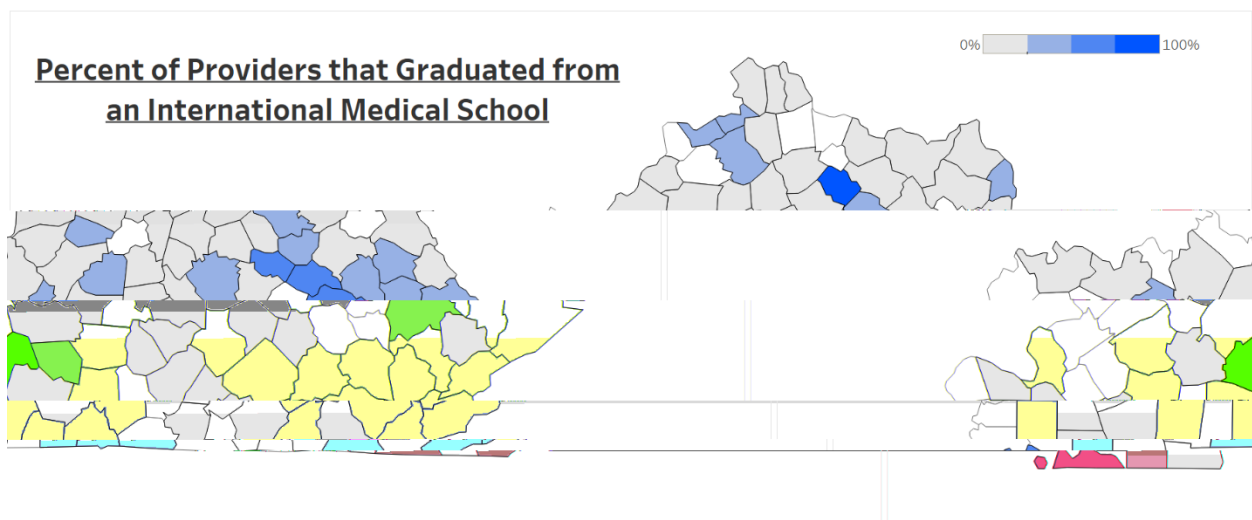 Percent of Providers that Graduated from
an International Medical School
0% 100%